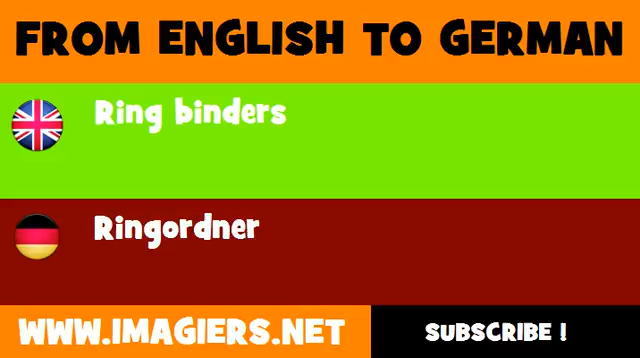 FROM ENGLISH TO GERMAN
Ring binders
Ringordner
WWW.IMAGIERS.NET
SUBSCRIBE !